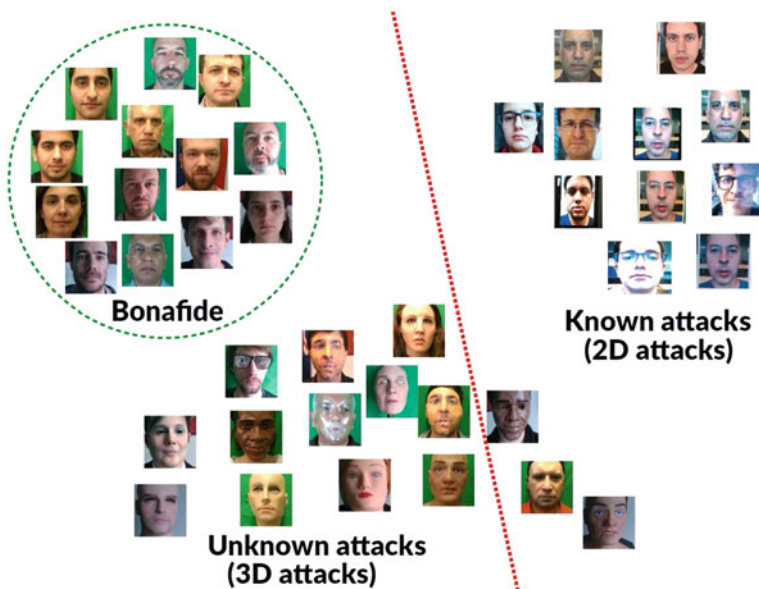 Bonafide
Known attacks
(2D attacks)
Unknown attacks
(3D attacks)